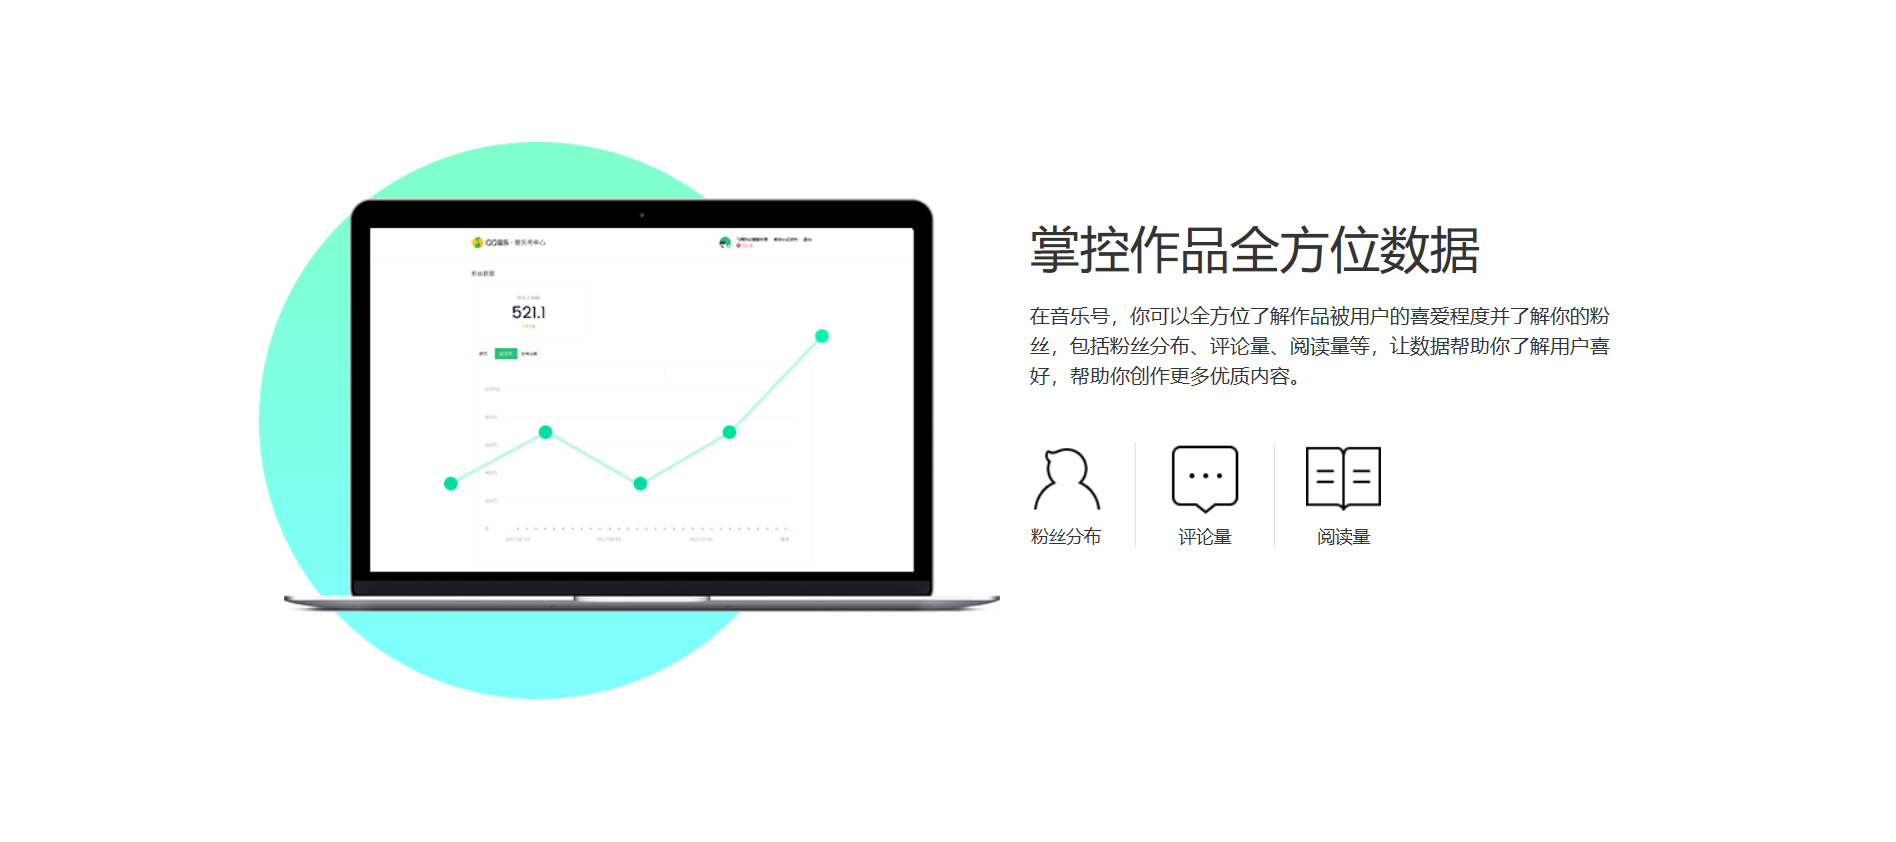 QQ音乐·音乐号中心
粉丝数据
521.1
掌控作品全方位数据
在音乐号，你可以全方位了解作品被用户的喜爱程度并了解你的粉
丝，包括粉丝分布、评论量、阅读量等，让数据帮助你了解用户喜
好，帮助你创作更多优质内容。
粉丝分布
评论量
阅读量